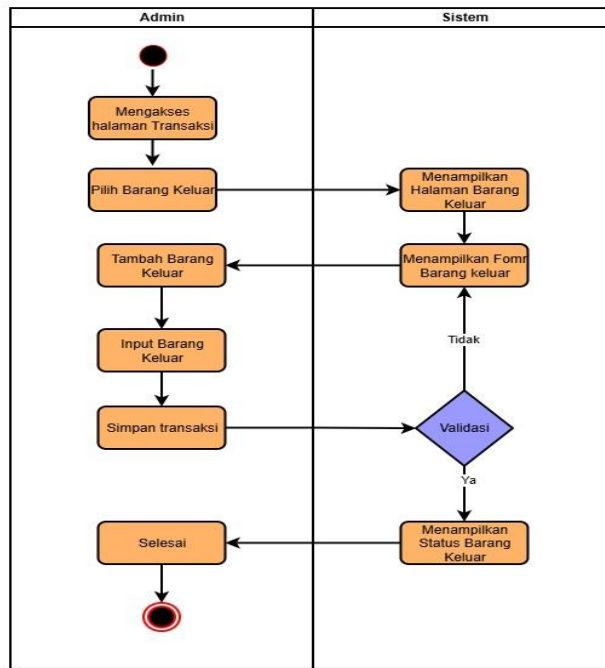 Admin
Sistem
Mengakses
halaman Transaksi
Pilih Barang Keluar
Menampilkan
Halaman Barang
Keluar
Menampilkan Fomr
Barang keluar
Tambah Barang
Keluar
Input Barang
Keluar
Simpan transaksi
Tidak
Validasi
Ya
Menampilkan
Status Barang
Keluar
Selesai